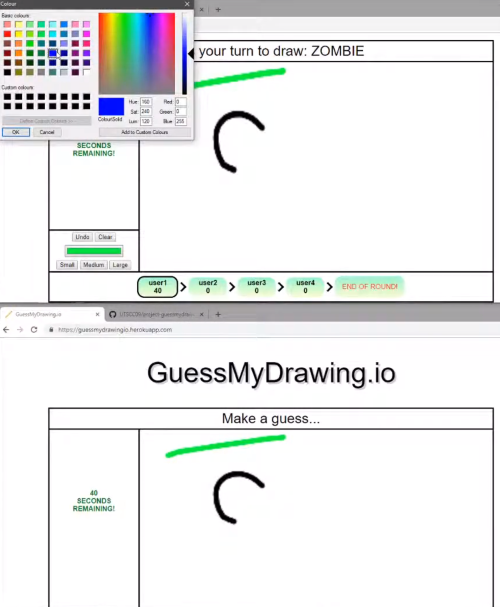 Colour
Basic colours:
Custom colours:
Define Custom Colours >>
OK Cancel
Hue: 160 Red: 0
Sat: 240 Green: 0
Colour|Solid Lum: 120 Blue: 255
Add to Custom Colours
your turn to draw: ZOMBIE
SECONDS
REMAINING!
Undo Clear
Small Medium Large
user1 user2 user3 user4 END OF ROUND!
40 0 0 0
GuessMyDrawing.io
https://guessmydrawingio.herokuapp.com
GuessMyDrawing.io
Make a guess...
40
SECONDS
REMAINING!